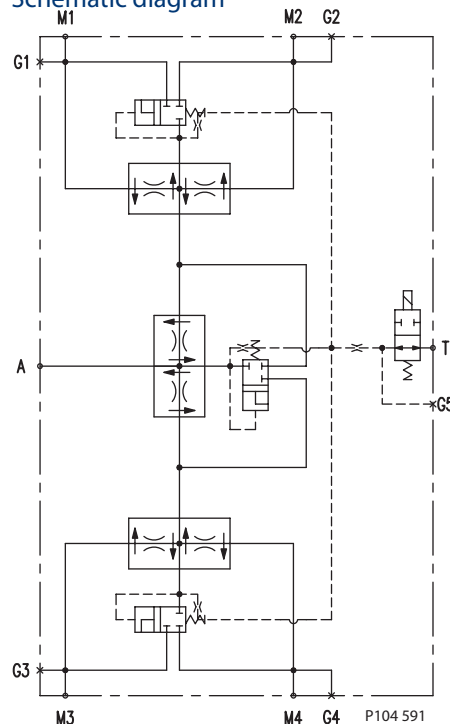 Schematic diagram
M1 M2 G2
G1
A
T
G5
G3
M3 M4 G4 P104 591